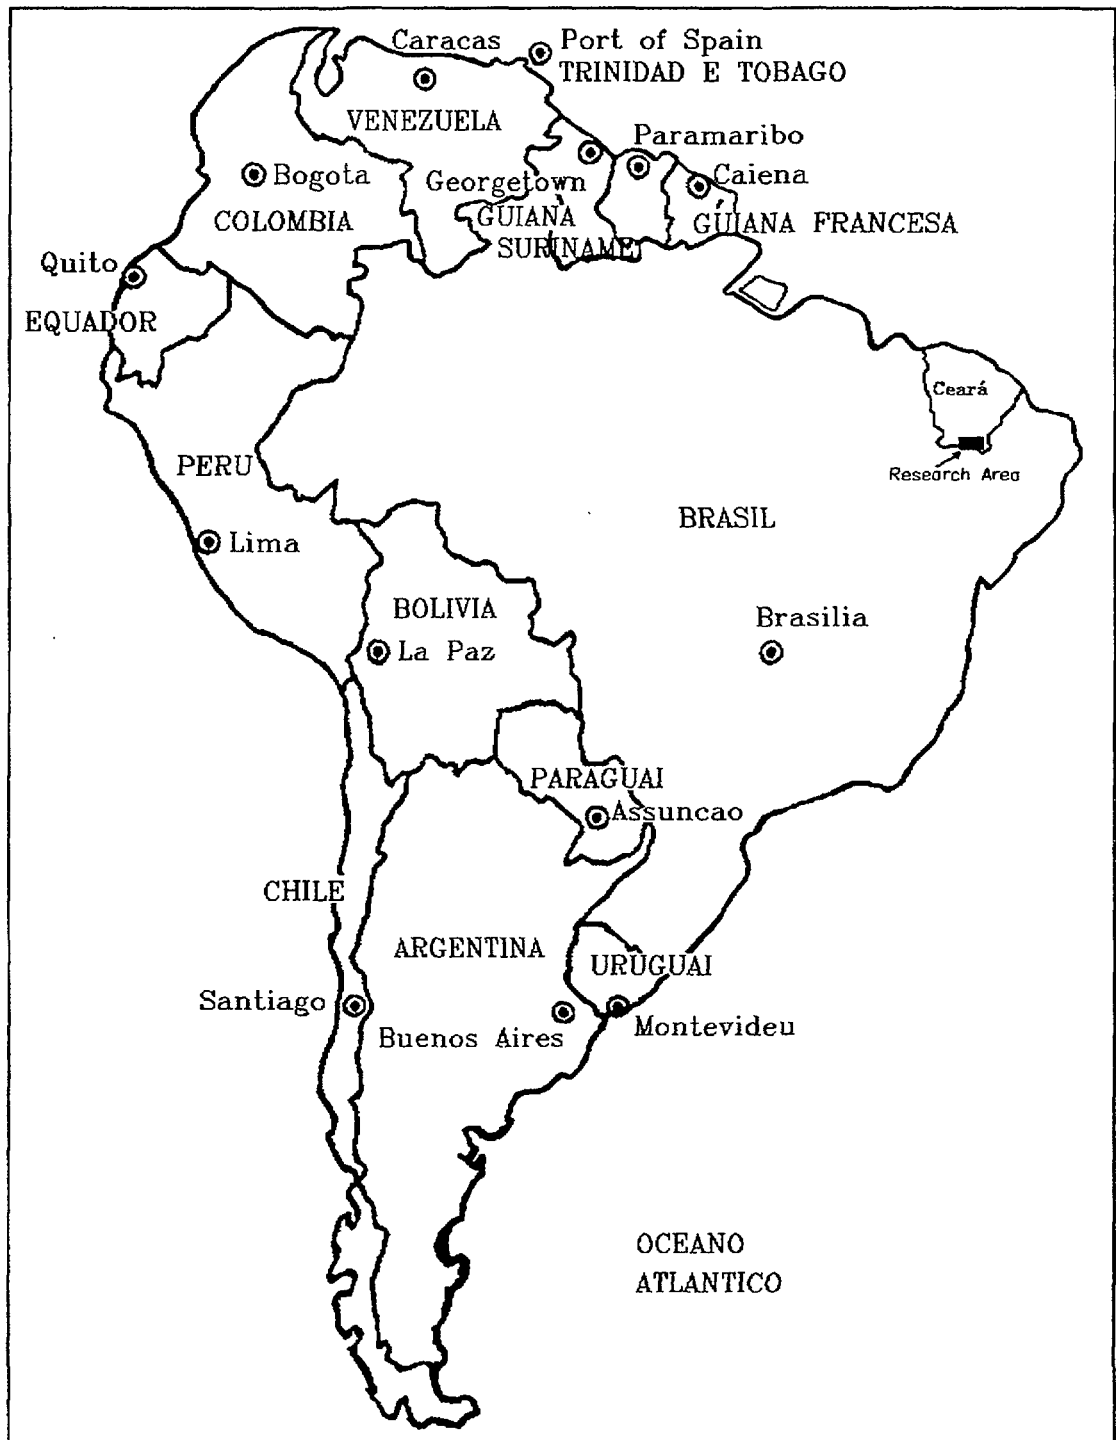 Caracas
Port of Spain
TRINIDAD E TOBAGO
VENEZUELA
Paramaribo
Bogota
Georgetown
Caiena
COLOMBIA
GUIANA
GUIANA FRANCESA
SURINAME
Quito
EQUADOR
Ceará
PERU
Research Area
BRASIL
Lima
BOLIVIA
Brasilia
La Paz
PARAGUAI
Assuncao
CHILE
ARGENTINA
URUGUAI
Santiago
Buenos Aires
Montevideu
OCEANO
ATLANTICO